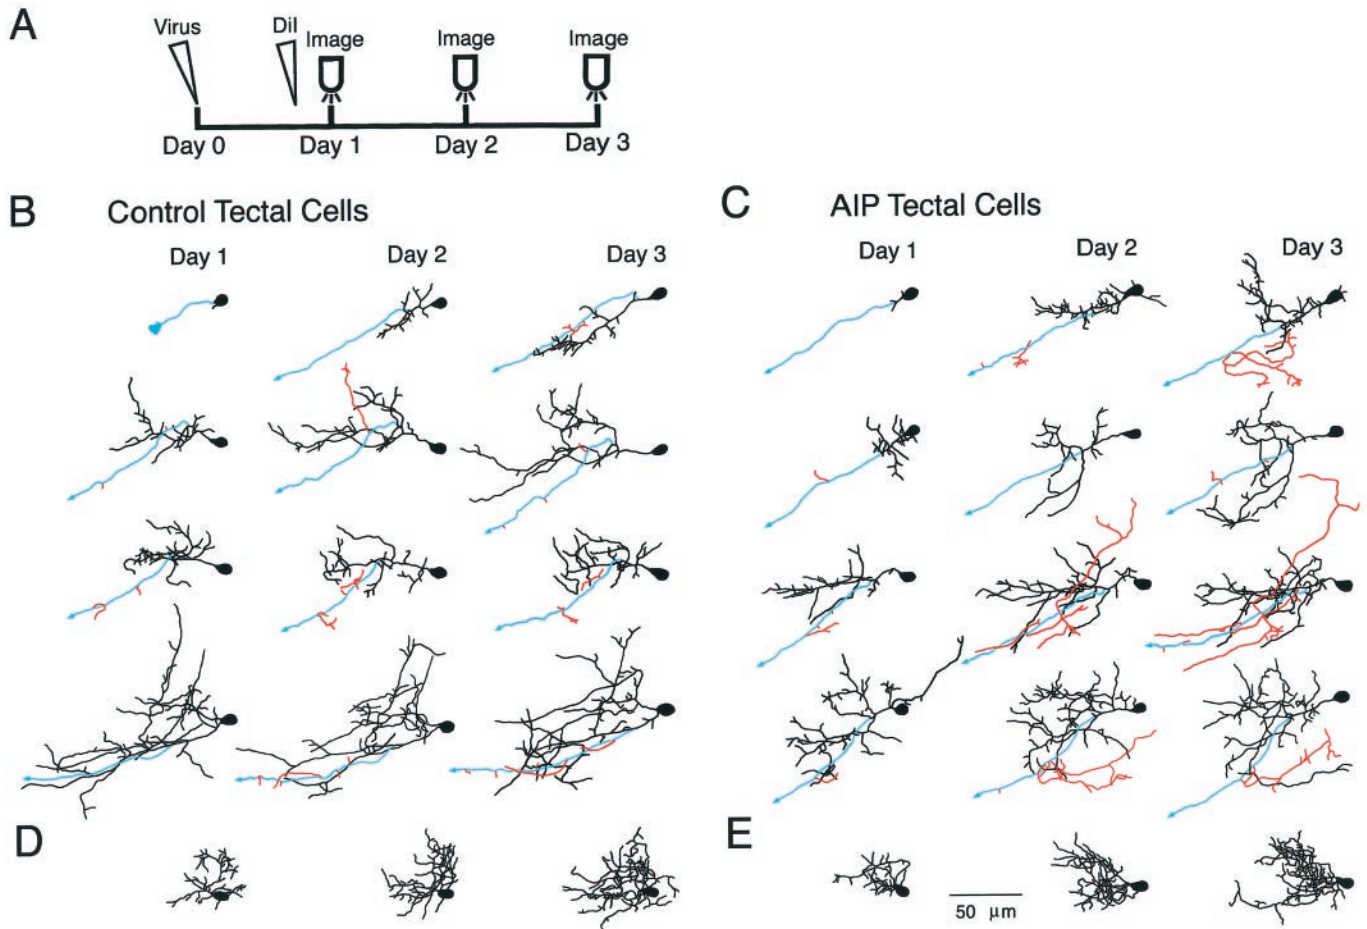 A
Virus
DiI
Image
Image
Image
Day 0
Day 1
Day 2
Day 3
B
Control Tectal Cells
Day 1
Day 2
Day 3
C
AIP Tectal Cells
Day 1
Day 2
Day 3
D
E
50 μm